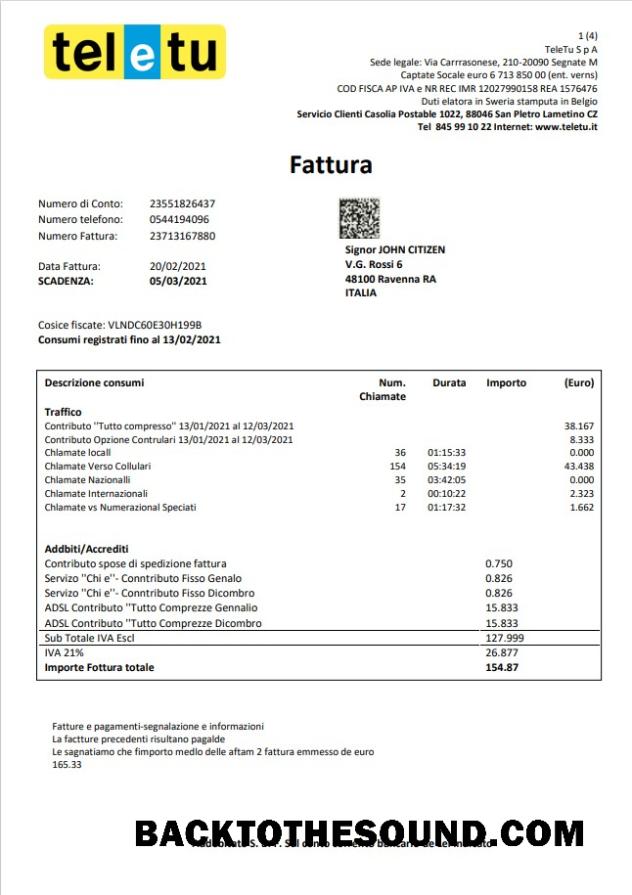 teletu
1 (4)
TeleTu S p A
Sede legale: Via Carrrasonese, 210-20090 Segnate M
Captate Socale euro 6 713 850 00 (ent. verns)
COD FISCA AP IVA e NR REC IMR 12027990158 REA 1576476
Duti elatora in Sweria stamputa in Belgio
Servicio Clienti Casolia Postable 1022, 88046 San Pletro Lametino CZ
Tel 845 99 10 22 Internet: www.teletu.it
Fattura
Numero di Conto: 23551826437
Numero telefono: 0544194096
Numero Fattura: 23713167880
Signor JOHN CITIZEN
V.G. Rossi 6
48100 Ravenna RA
ITALIA
Data Fattura: 20/02/2021
SCADENZA: 05/03/2021
Cosice fiscate: VLNDC60E30H199B
Consumi registrati fino al 13/02/2021
Descrizione consumi Num. Chiamate Durata Importo (Euro)
Traffico
Contributo "Tutto compresso" 13/01/2021 al 12/03/2021 38.167
Contributo Opzione Contrulari 13/01/2021 al 12/03/2021 8.333
Chlamate locall 36 01:15:33 0.000
Chlamate Verso Collulari 154 05:34:19 43.438
Chlamate Nazionalli 35 03:42:05 0.000
Chlamate Internazionali 2 00:10:22 2.323
Chlamate vs Numerazional Speciati 17 01:17:32 1.662
Addbiti/Accrediti
Contributo spose di spedizione fattura 0.750
Servizo "Chi e"- Conntributo Fisso Genalo 0.826
Servizo "Chi e"- Conntributo Fisso Dicombro 0.826
ADSL Contributo "Tutto Comprezze Gennalio 15.833
ADSL Contributo "Tutto Comprezze Dicombro 15.833
Sub Totale IVA Escl 127.999
IVA 21% 26.877
Importe Fottura totale 154.87
Fatture e pagamenti-segnalazione e informazioni
La factture precedenti risultano pagalde
Le sagnatiamo che fimporto medlo delle aftam 2 fattura emmesso de euro
165.33
BACKTOTHESOUND.COM